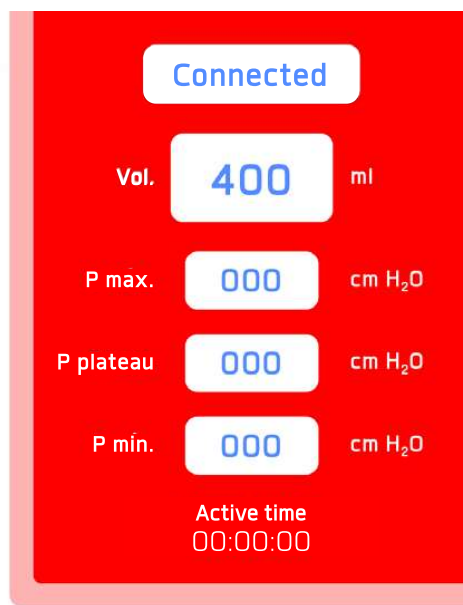 Connected
Vol. 400 ml
P max. 000 cm H₂O
P plateau 000 cm H₂O
P min. 000 cm H₂O
Active time
00:00:00